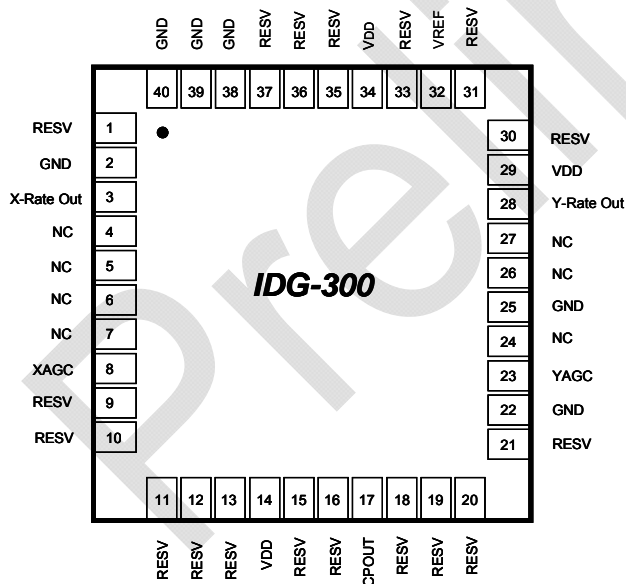 GND GND GND RESV RESV RESV VDD RESV VREF RESV
40 39 38 37 36 35 34 33 32 31
RESV 1
GND 2
X-Rate Out 3
NC 4
NC 5
NC 6
NC 7
XAGC 8
RESV 9
RESV 10
IDG-300
30 RESV
29 VDD
28 Y-Rate Out
27 NC
26 NC
25 GND
24 NC
23 YAGC
22 GND
21 RESV
11 12 13 14 15 16 17 18 19 20
RESV RESV RESV VDD RESV RESV CPOUT RESV RESV RESV
Prelin